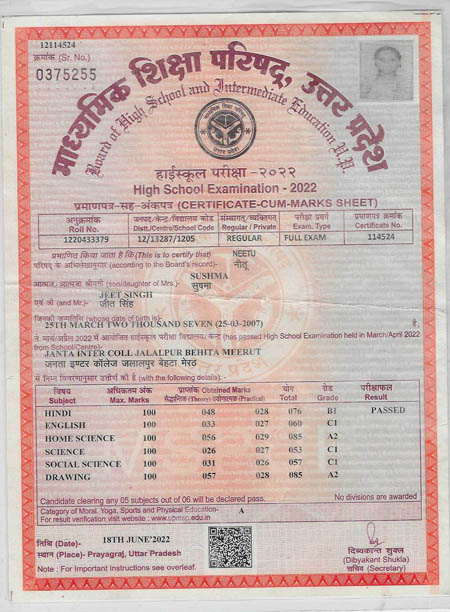 12114524
क्रमांक (Sr. No.)
0375255
माध्यमिक शिक्षा परिषद, उत्तर प्रदेश
Board of High School and Intermediate Education U.P.
हाईस्कूल परीक्षा -२०२२
High School Examination - 2022
प्रमाणपत्र-सह-अंकपत्र (CERTIFICATE-CUM-MARKS SHEET)
अनुक्रमांक Roll No. जनपद/केन्द्र/विद्यालय कोड Distt./Centre/School Code संस्थागत/व्यक्तिगत Regular / Private परीक्षा प्रवर्ग Exam. Type प्रमाणपत्र क्रमांक Certificate No.
1220433379 12/13287/1205 REGULAR FULL EXAM 114524
प्रमाणित किया जाता है कि (This is to certify that) NEETU
परिषद के अभिलेखानुसार (according to the Board's record)- नीतू
SUSHMA
आत्मज/आत्मजा श्रीमती (son/daughter of Mrs.) सुषमा
JEET SINGH
एवं श्री (and Mr.) - जीत सिंह
जिनकी जन्मतिथि (whose date of birth is)
25TH MARCH TWO THOUSAND SEVEN (25-03-2007)
ने मार्च/अप्रैल 2022 में आयोजित हाईस्कूल परीक्षा विद्यालय/केन्द्र (has passed High School Examination held in March/April 2022
from School/Centre)-
JANTA INTER COLL JALALPUR BEHITA MEERUT
जनता इण्टर कॉलेज जलालपुर बेहटा मेरठ
से निम्न विवरणानुसार उत्तीर्ण की है (with the following details):
विषय Subject अधिकतम अंक Max. Marks प्राप्तांक Obtained Marks सैद्धान्तिक (Theory) प्रयोगात्मक (Practical) योग Total ग्रेड Grade परीक्षाफल Result
HINDI 100 048 028 076 B1 PASSED
ENGLISH 100 033 027 060 C1
HOME SCIENCE 100 056 029 085 A2
SCIENCE 100 026 027 053 C1
SOCIAL SCIENCE 100 031 026 057 C1
DRAWING 100 057 028 085 A2
Candidate clearing any 05 subjects out of 06 will be declared pass. No divisions are awarded
Category of Moral, Yoga, Sports and Physical Education- A
For result verification visit website : www.upmsp.edu.in
तिथि (Date)- 18TH JUNE'2022
स्थान (Place)- Prayagraj, Uttar Pradesh
Note : For Important Instructions see overleaf.
दिव्यकान्त शुक्ल
(Dibyakant Shukla)
सचिव (Secretary)